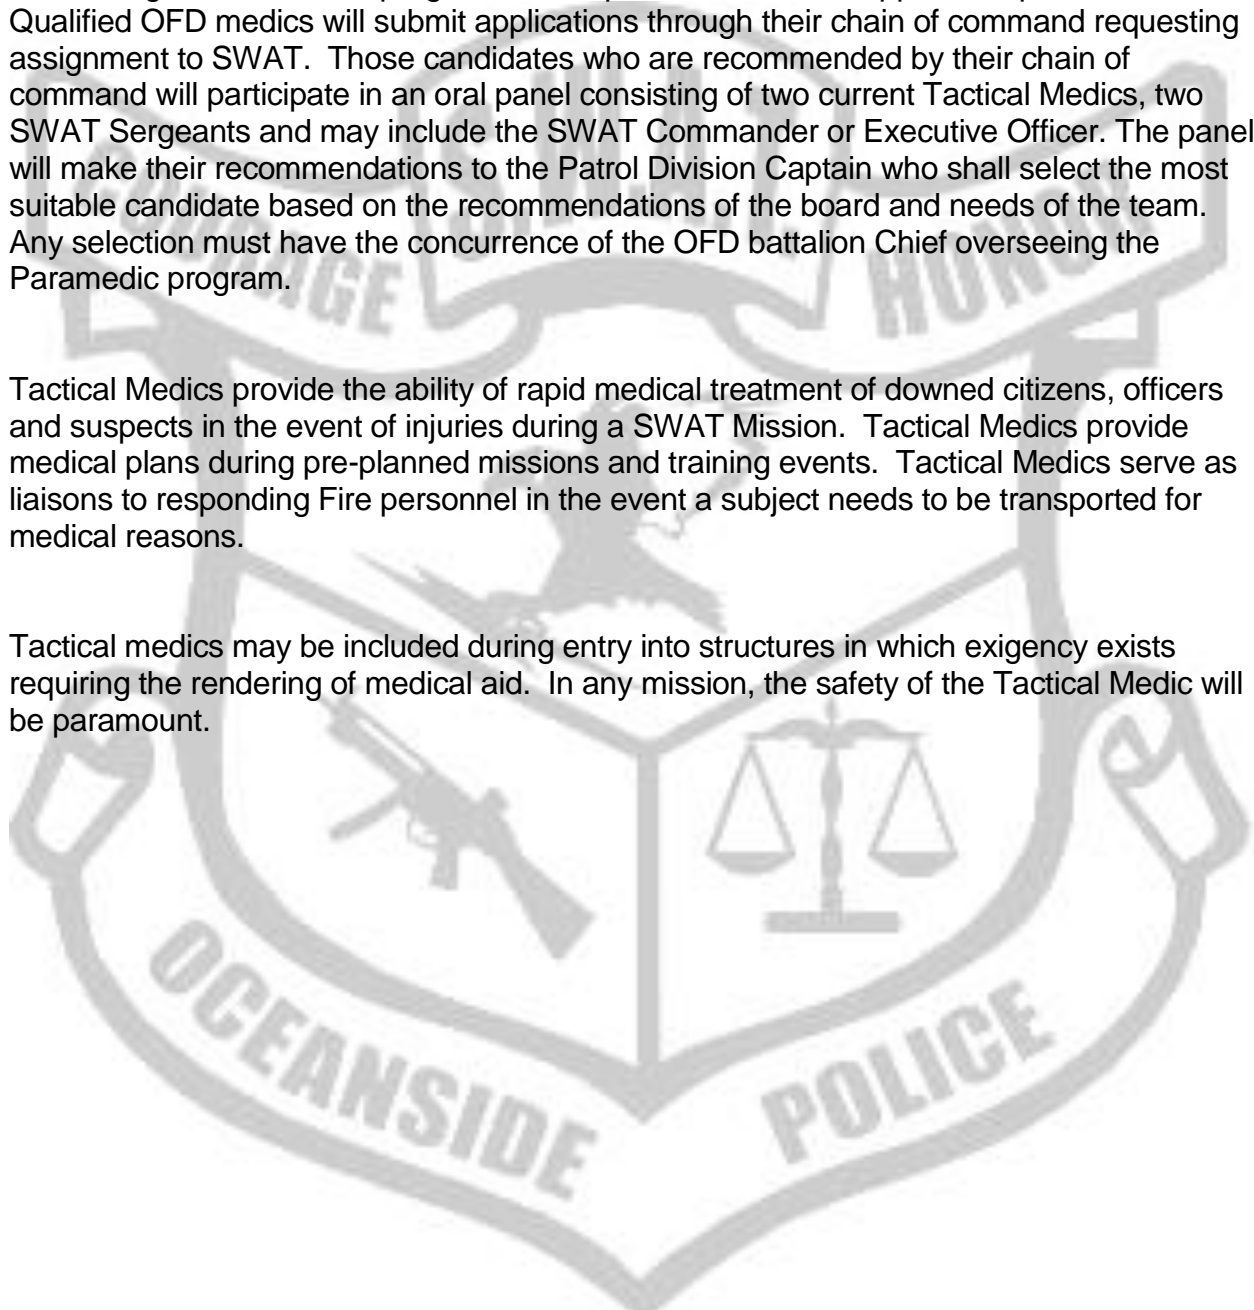 Qualified OFD medics will submit applications through their chain of command requesting
assignment to SWAT.  Those candidates who are recommended by their chain of
command will participate in an oral panel consisting of two current Tactical Medics, two
SWAT Sergeants and may include the SWAT Commander or Executive Officer. The panel
will make their recommendations to the Patrol Division Captain who shall select the most
suitable candidate based on the recommendations of the board and needs of the team.
Any selection must have the concurrence of the OFD battalion Chief overseeing the
Paramedic program.
Tactical Medics provide the ability of rapid medical treatment of downed citizens, officers
and suspects in the event of injuries during a SWAT Mission.  Tactical Medics provide
medical plans during pre-planned missions and training events.  Tactical Medics serve as
liaisons to responding Fire personnel in the event a subject needs to be transported for
medical reasons.
Tactical medics may be included during entry into structures in which exigency exists
requiring the rendering of medical aid.  In any mission, the safety of the Tactical Medic will
be paramount.
COURAGE S.W.A.T HONOR
OCEANSIDE POLICE